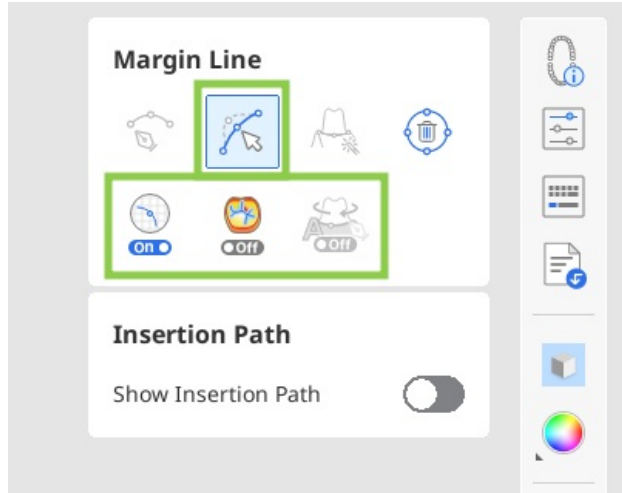 Margin Line
On
Off
A
Off
Insertion Path
Show Insertion Path